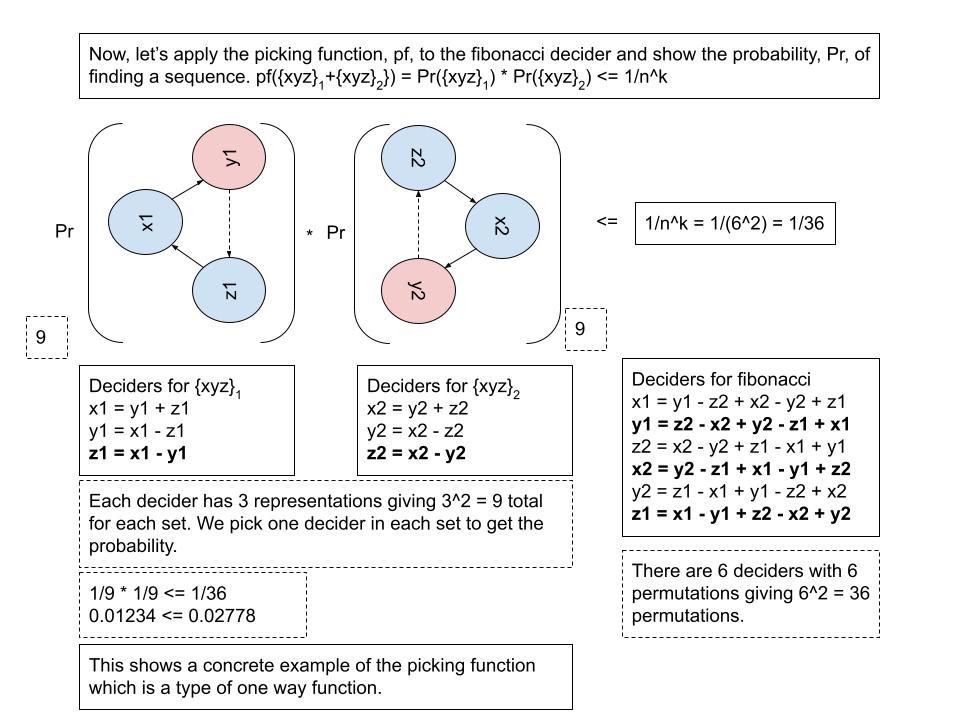 Now, let's apply the picking function, pf, to the fibonacci decider and show the probability, Pr, of
finding a sequence. pf({xyz}1+{xyz}2}) = Pr({xyz}1) * Pr({xyz}2) <= 1/n^k
Pr
x1
y1
z1
* Pr
z2
x2
y2
<=
1/n^k = 1/(6^2) = 1/36
9
9
Deciders for {xyz}1
x1 = y1 + z1
y1 = x1 - z1
z1 = x1 - y1
Deciders for {xyz}2
x2 = y2 + z2
y2 = x2 - z2
z2 = x2 - y2
Deciders for fibonacci
x1 = y1 - z2 + x2 - y2 + z1
y1 = z2 - x2 + y2 - z1 + x1
z2 = x2 - y2 + z1 - x1 + y1
x2 = y2 - z1 + x1 - y1 + z2
y2 = z1 - x1 + y1 - z2 + x2
z1 = x1 - y1 + z2 - x2 + y2
Each decider has 3 representations giving 3^2 = 9 total
for each set. We pick one decider in each set to get the
probability.
There are 6 deciders with 6
permutations giving 6^2 = 36
permutations.
1/9 * 1/9 <= 1/36
0.01234 <= 0.02778
This shows a concrete example of the picking function
which is a type of one way function.